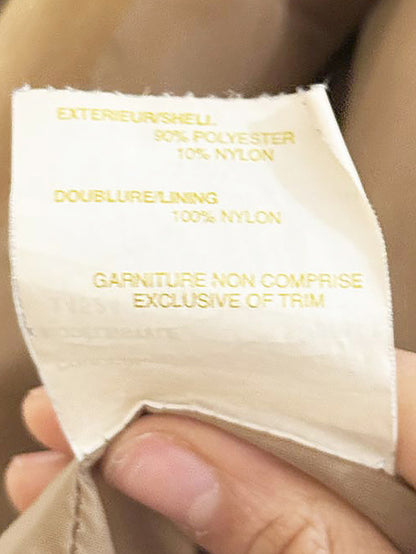 EXTERIEUR/SHELL
90% POLYESTER
10% NYLON
DOUBLURE/LINING
100% NYLON
GARNITURE NON COMPRISE
EXCLUSIVE OF TRIM